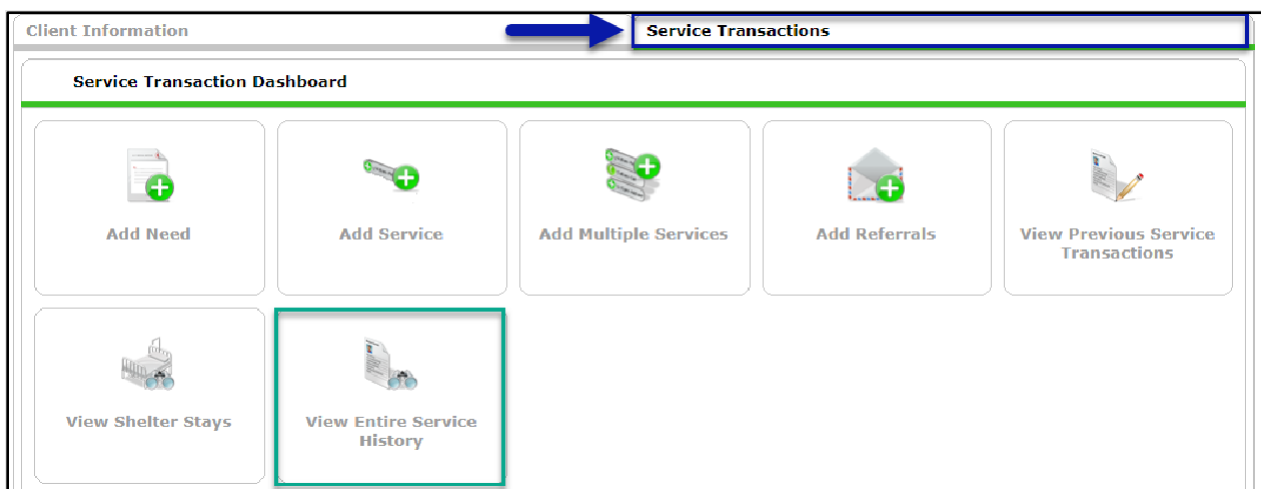 Client Information
Service Transactions
Service Transaction Dashboard
Add Need
Add Service
Add Multiple Services
Add Referrals
View Previous Service
Transactions
View Shelter Stays
View Entire Service
History